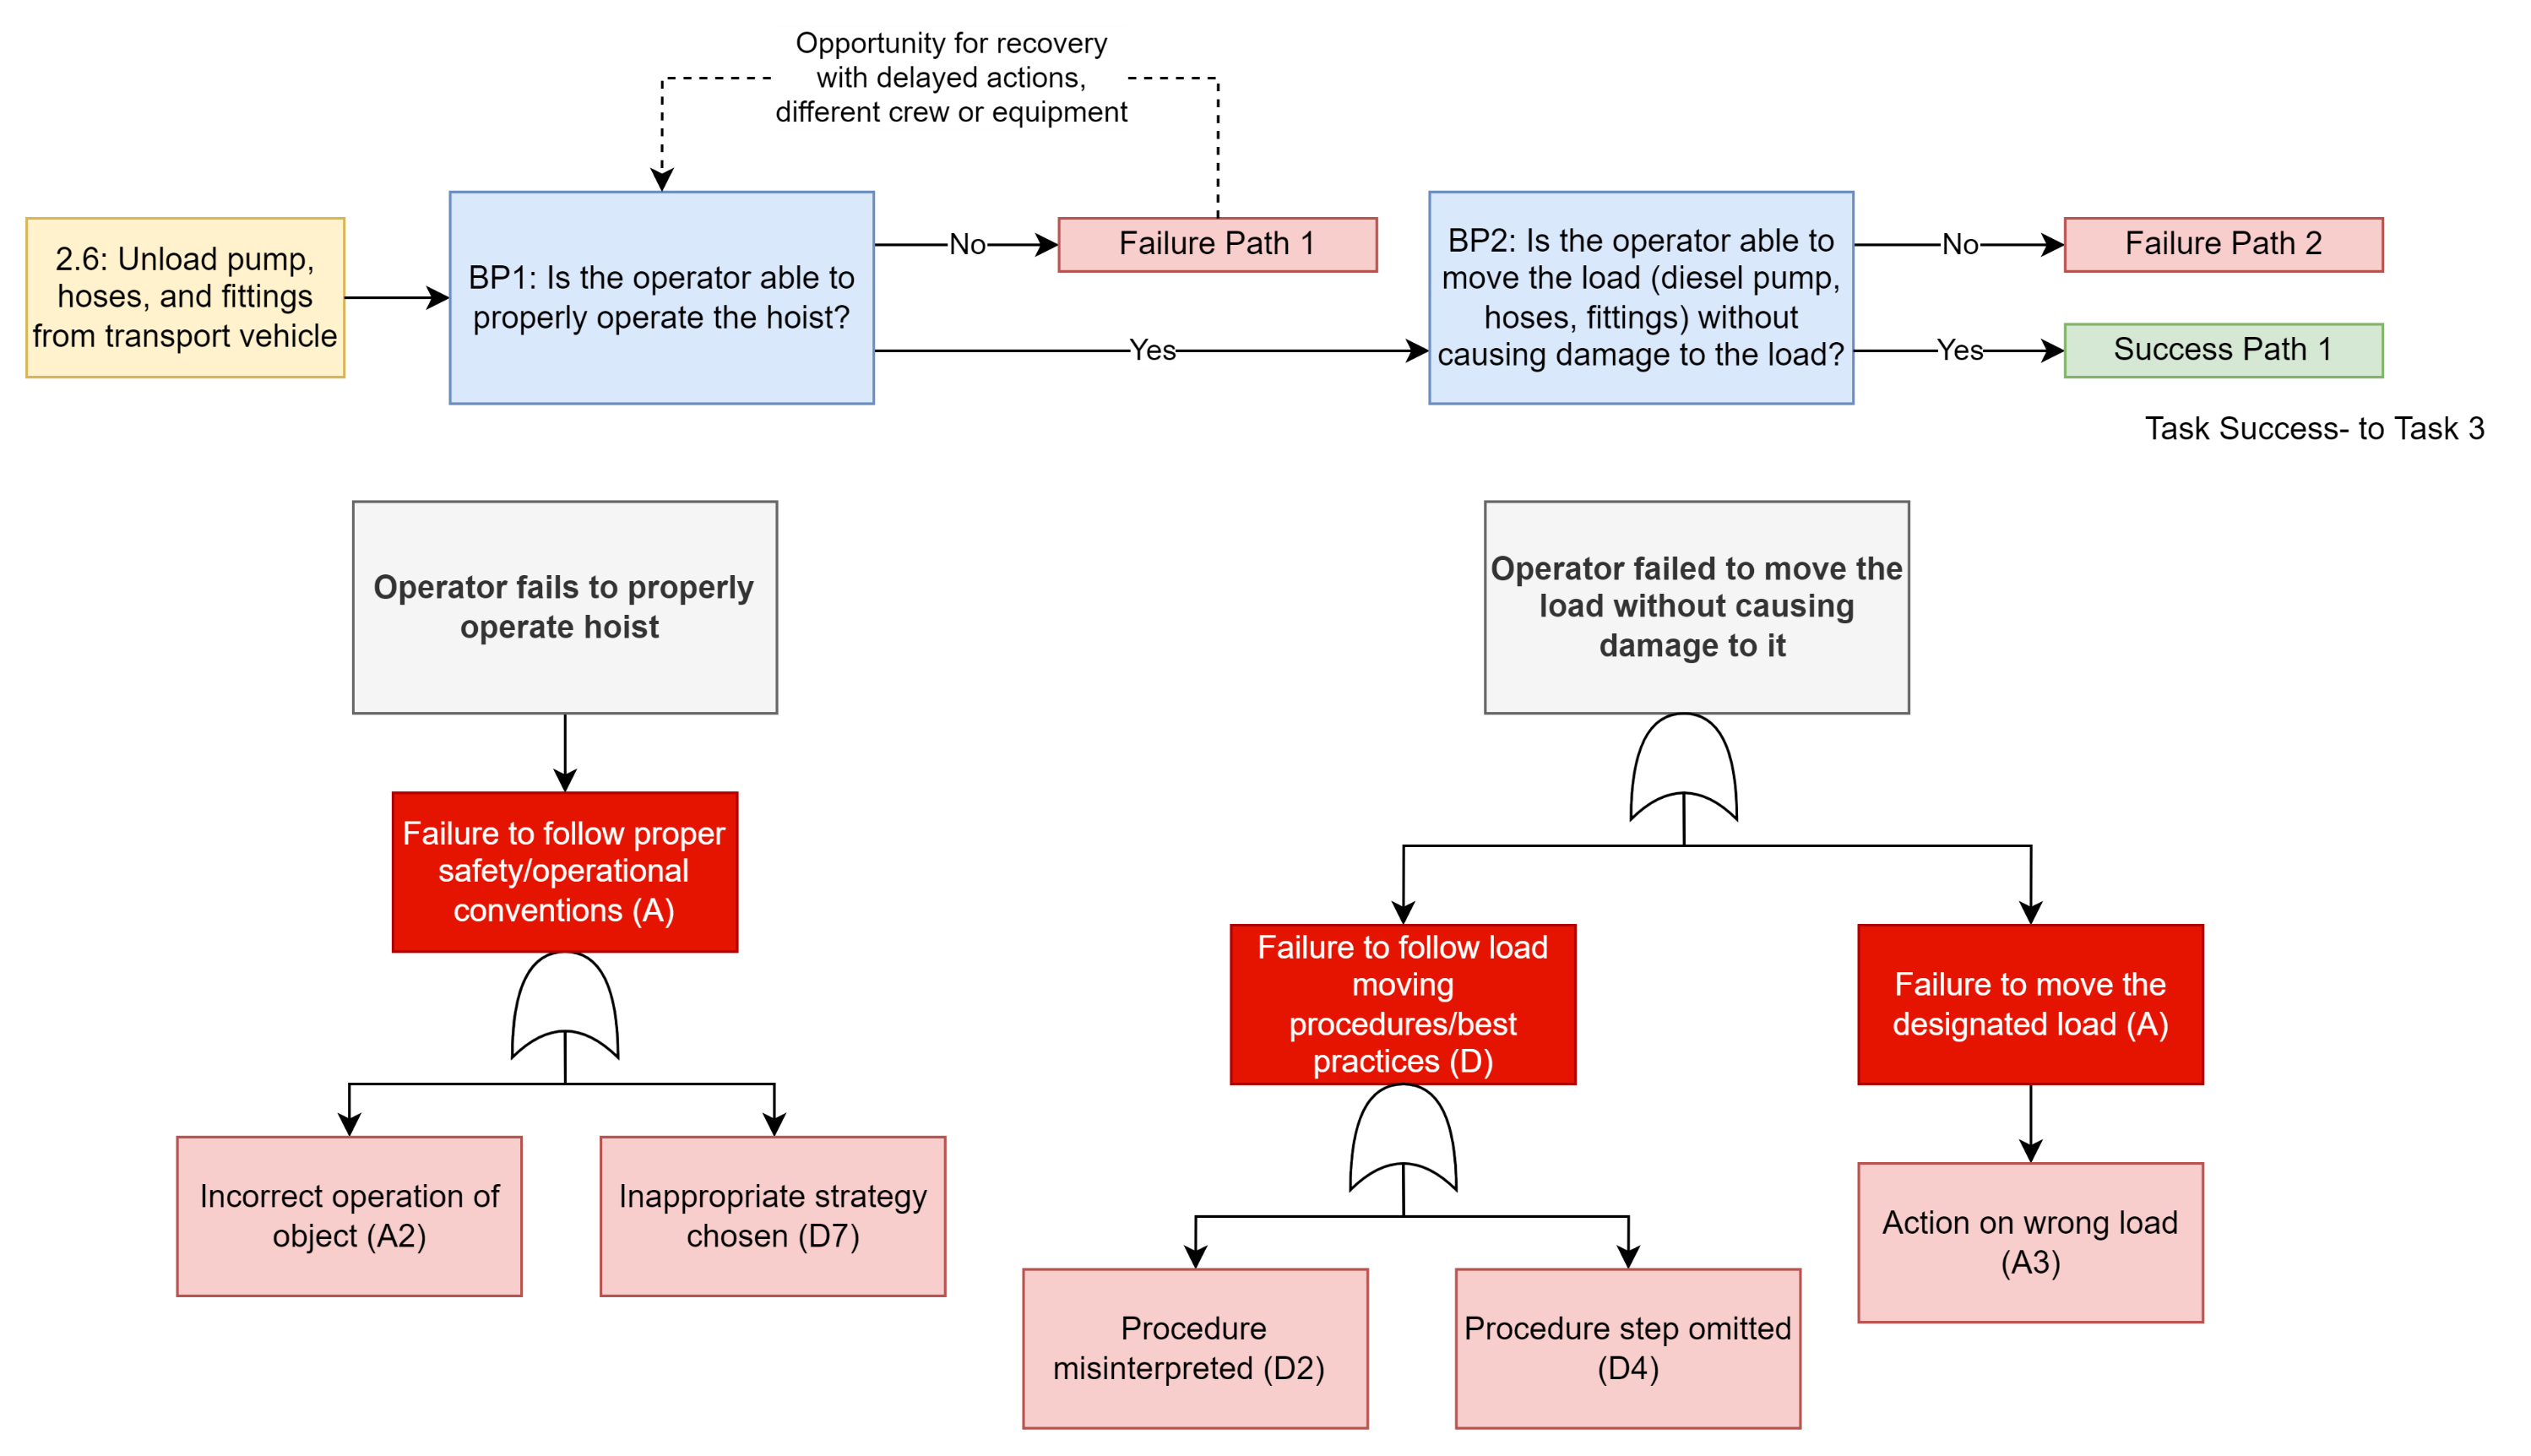 Opportunity for recovery
with delayed actions,
different crew or equipment
2.6: Unload pump,
hoses, and fittings
from transport vehicle
BP1: Is the operator able to
properly operate the hoist?
No
Failure Path 1
Yes
BP2: Is the operator able to
move the load (diesel pump,
hoses, fittings) without
causing damage to the load?
No
Failure Path 2
Yes
Success Path 1
Task Success- to Task 3
Operator fails to properly
operate hoist
Failure to follow proper
safety/operational
conventions (A)
Incorrect operation of
object (A2)
Inappropriate strategy
chosen (D7)
Operator failed to move the
load without causing
damage to it
Failure to follow load
moving
procedures/best
practices (D)
Failure to move the
designated load (A)
Procedure
misinterpreted (D2)
Procedure step omitted
(D4)
Action on wrong load
(A3)